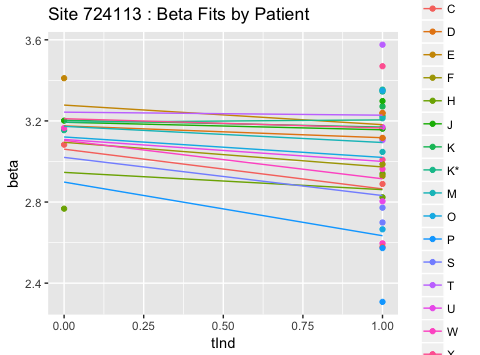 Site 724113 : Beta Fits by Patient
3.6
3.2
2.8
2.4
beta
0.00
0.25
0.50
0.75
1.00
tInd
C
D
E
F
H
J
K
K*
M
O
P
S
T
U
W